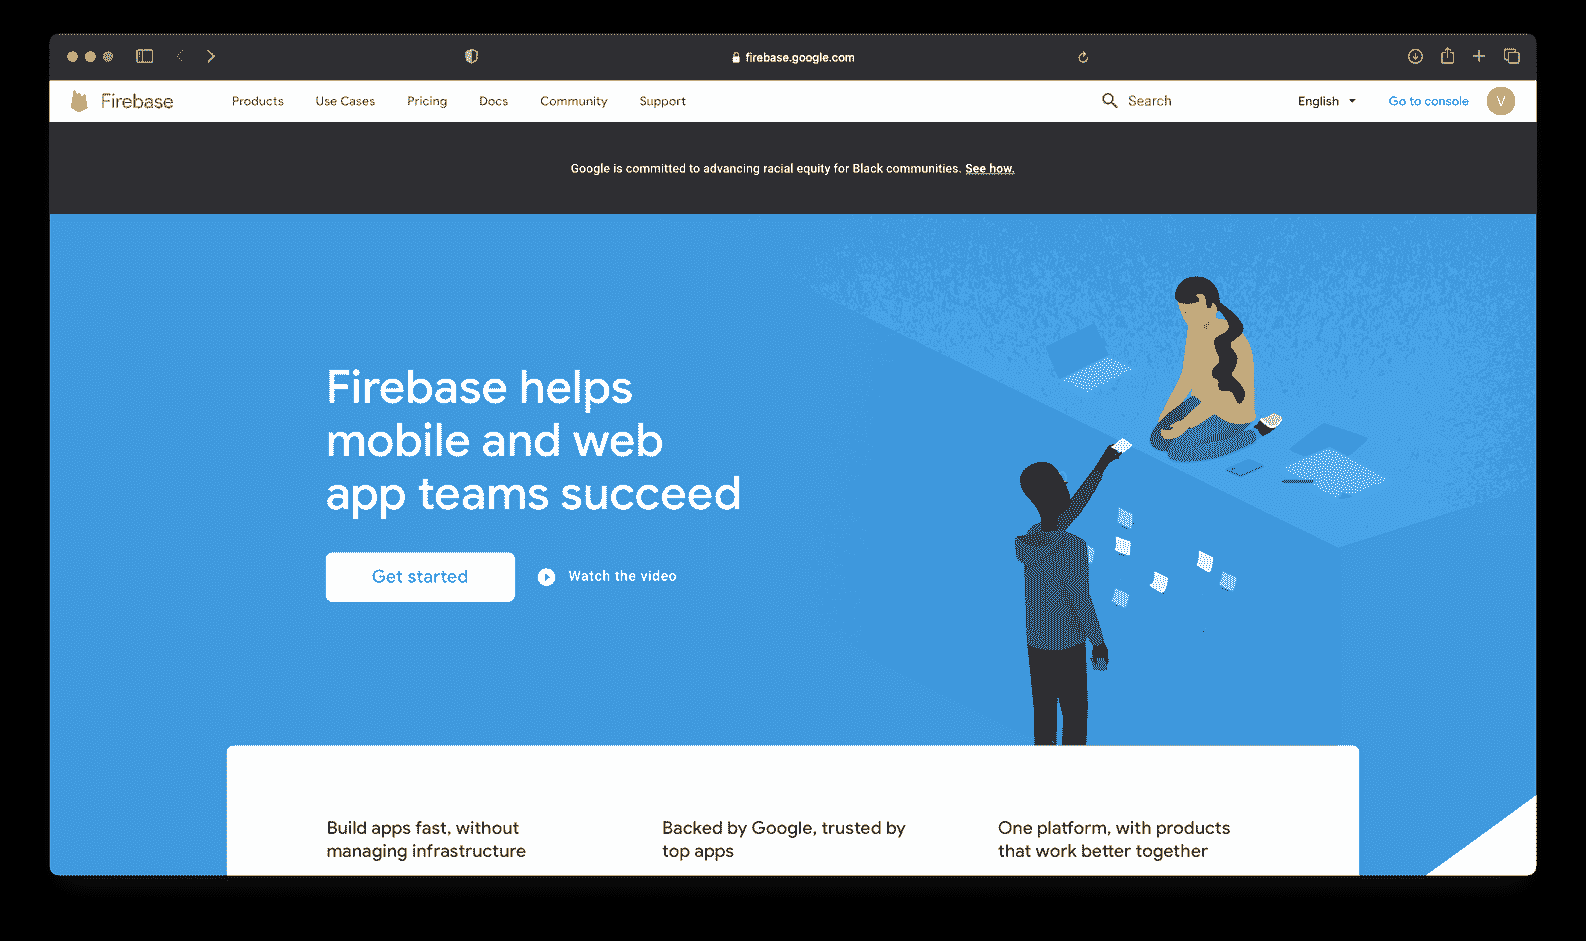 firebase.google.com
Firebase
Products
Use Cases
Pricing
Docs
Community
Support
Search
English
Go to console
V
Google is committed to advancing racial equity for Black communities. See how.
Firebase helps
mobile and web
app teams succeed
Get started
Watch the video
Build apps fast, without
managing infrastructure
Backed by Google, trusted by
top apps
One platform, with products
that work better together